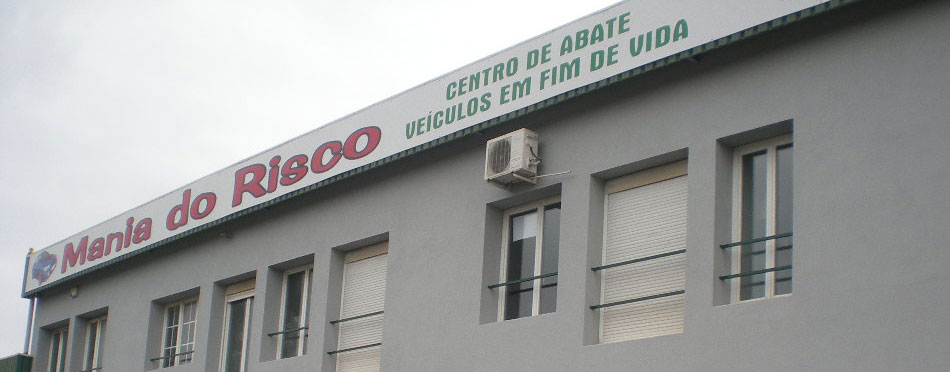 Mania do Risco
CENTRO DE ABATE
VEÍCULOS EM FIM DE VIDA